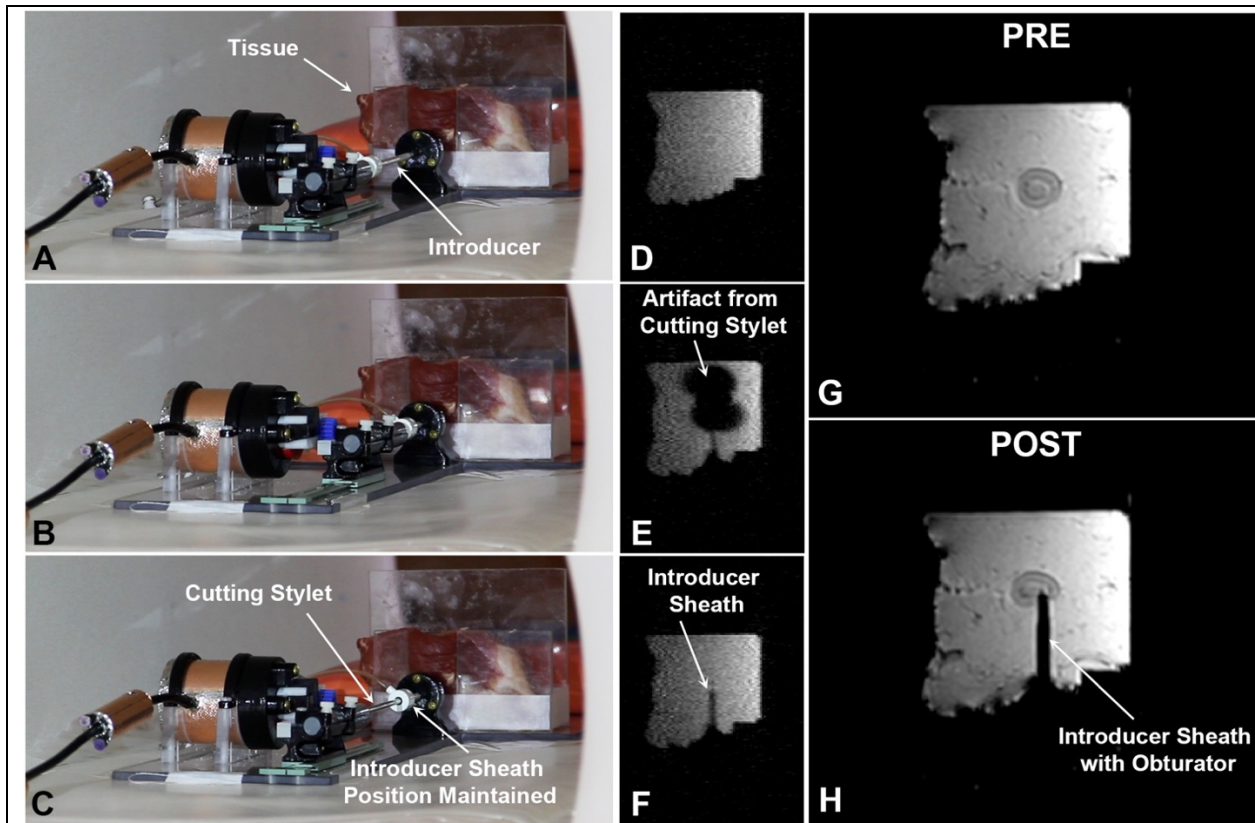 Tissue
Introducer
A
B
Cutting Stylet
Introducer Sheath
Position Maintained
C
D
Artifact from
Cutting Stylet
E
Introducer
Sheath
F
PRE
G
POST
Introducer Sheath
with Obturator
H